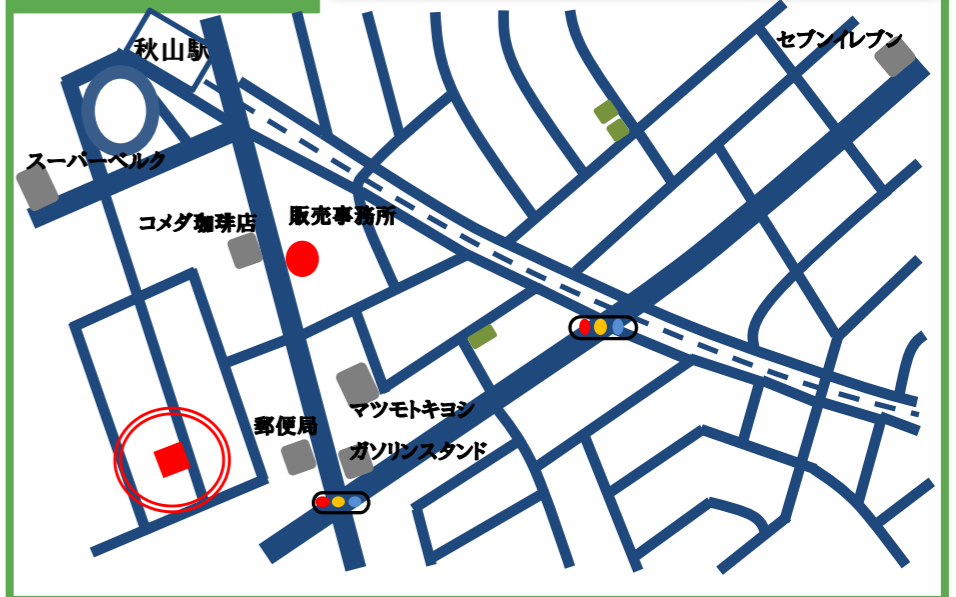 秋山駅
セブンイレブン
スーパーベルク
コメダ珈琲店
販売事務所
マツモトキヨシ
郵便局
ガソリンスタンド